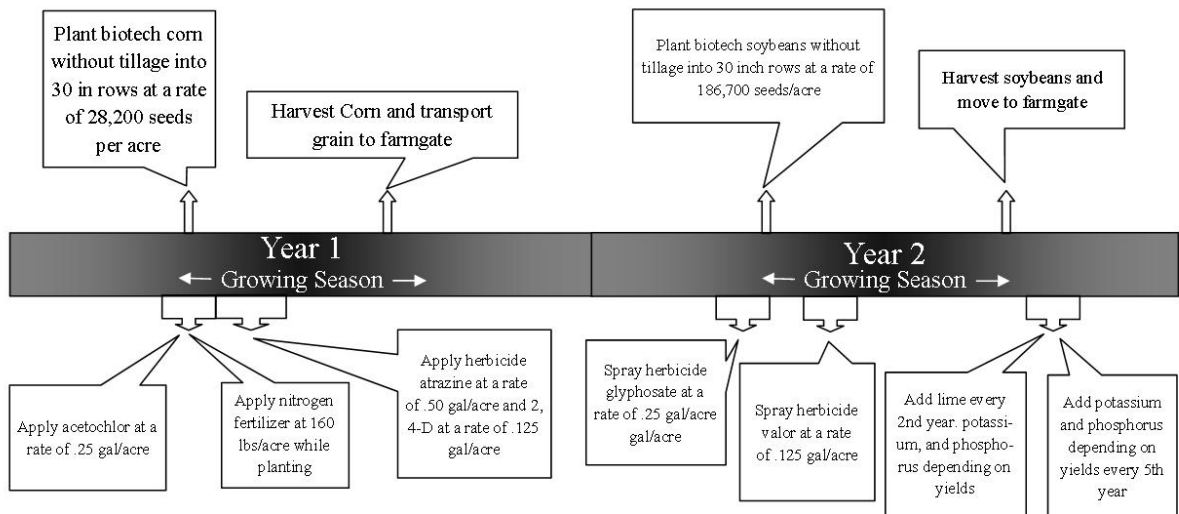 Plant biotech corn
without tillage into
30 in rows at a rate
of 28,200 seeds
per acre
Harvest Corn and transport
grain to farmgate
Plant biotech soybeans without
tillage into 30 inch rows at a rate of
186,700 seeds/acre
Harvest soybeans and
move to farmgate
Year 1
Growing Season
Year 2
Growing Season
Apply acetochlor at a
rate of .25 gal/acre
Apply nitrogen
fertilizer at 160
lbs/acre while
planting
Apply herbicide
atrazine at a rate
of .50 gal/acre and 2,
4-D at a rate of .125
gal/acre
Spray herbicide
glyphosate at a
rate of .25 gal/acre
gal/acre
Spray herbicide
valor at a rate
of .125 gal/acre
Add lime every
2nd year. potassi-
um, and phospho-
rus depending on
yields
Add potassium
and phosphorus
depending on
yields every 5th
year